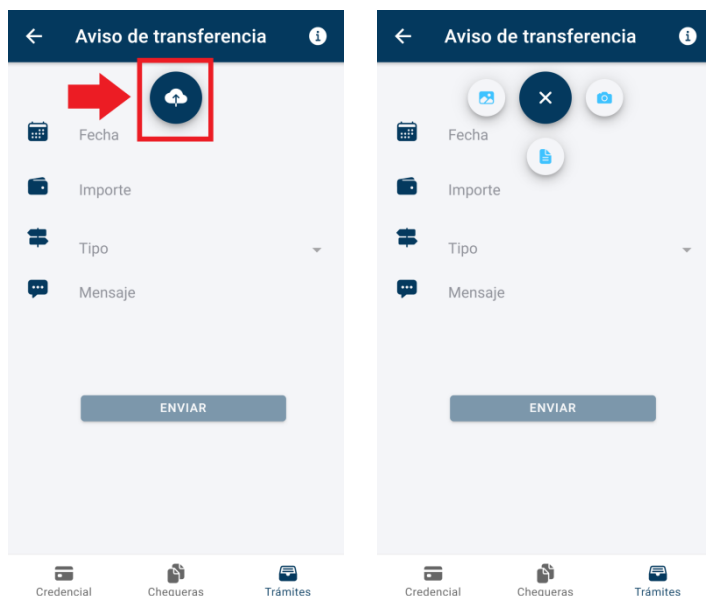 Aviso de transferencia
Fecha
Importe
Tipo
Mensaje
ENVIAR
Credencial
Chequeras
Trámites
Aviso de transferencia
Fecha
Importe
Tipo
Mensaje
ENVIAR
Credencial
Chequeras
Trámites